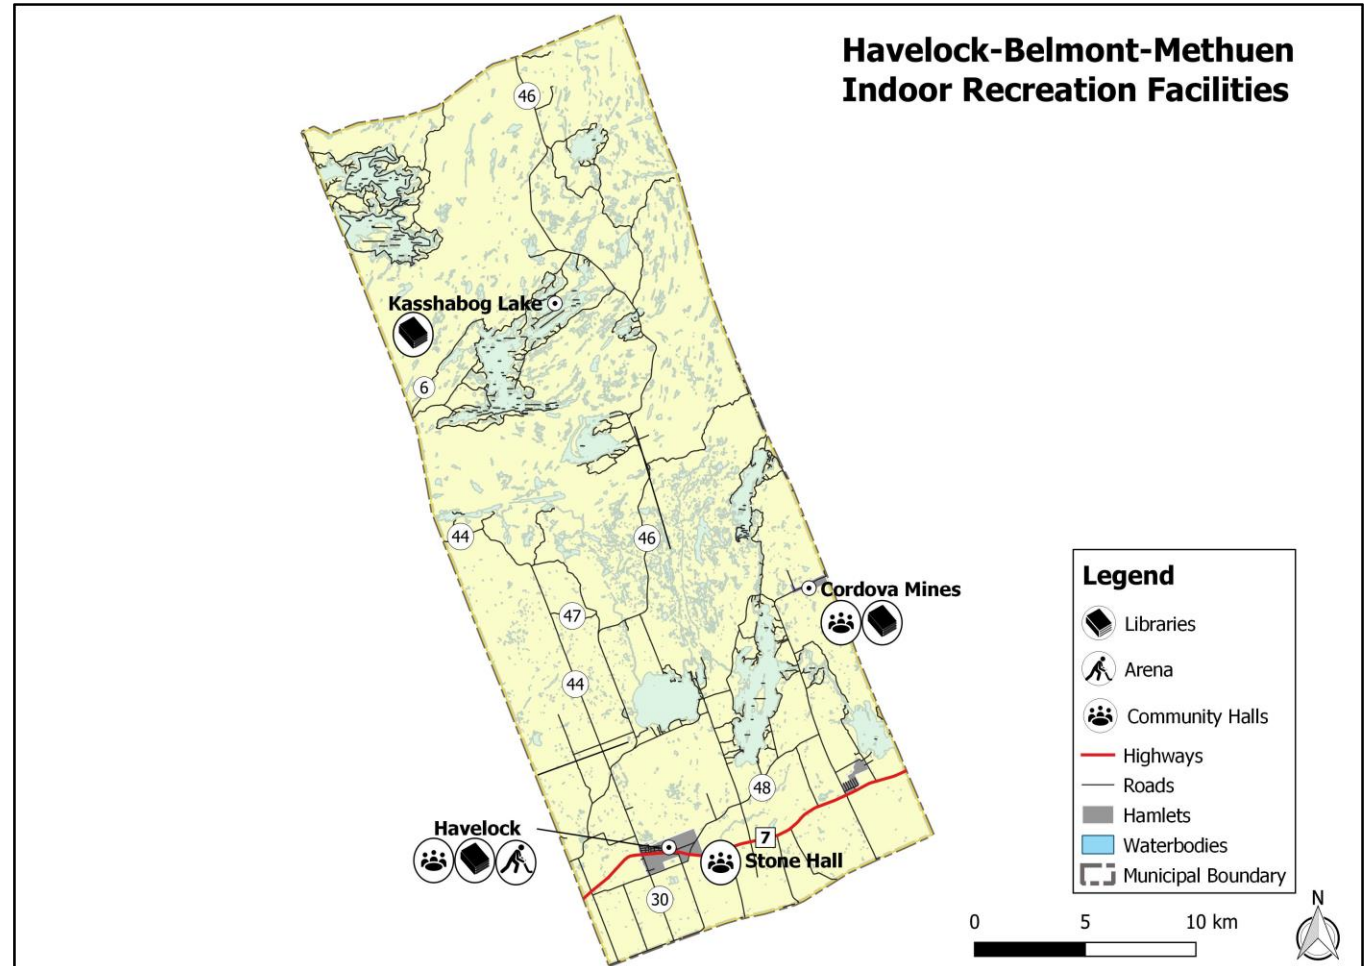 Havelock-Belmont-Methuen
Indoor Recreation Facilities
46
Kasshabog Lake
6
44
46
Cordova Mines
47
44
48
Havelock
7
Stone Hall
30
Legend
Libraries
Arena
Community Halls
Highways
Roads
Hamlets
Waterbodies
Municipal Boundary
0 5 10 km
N